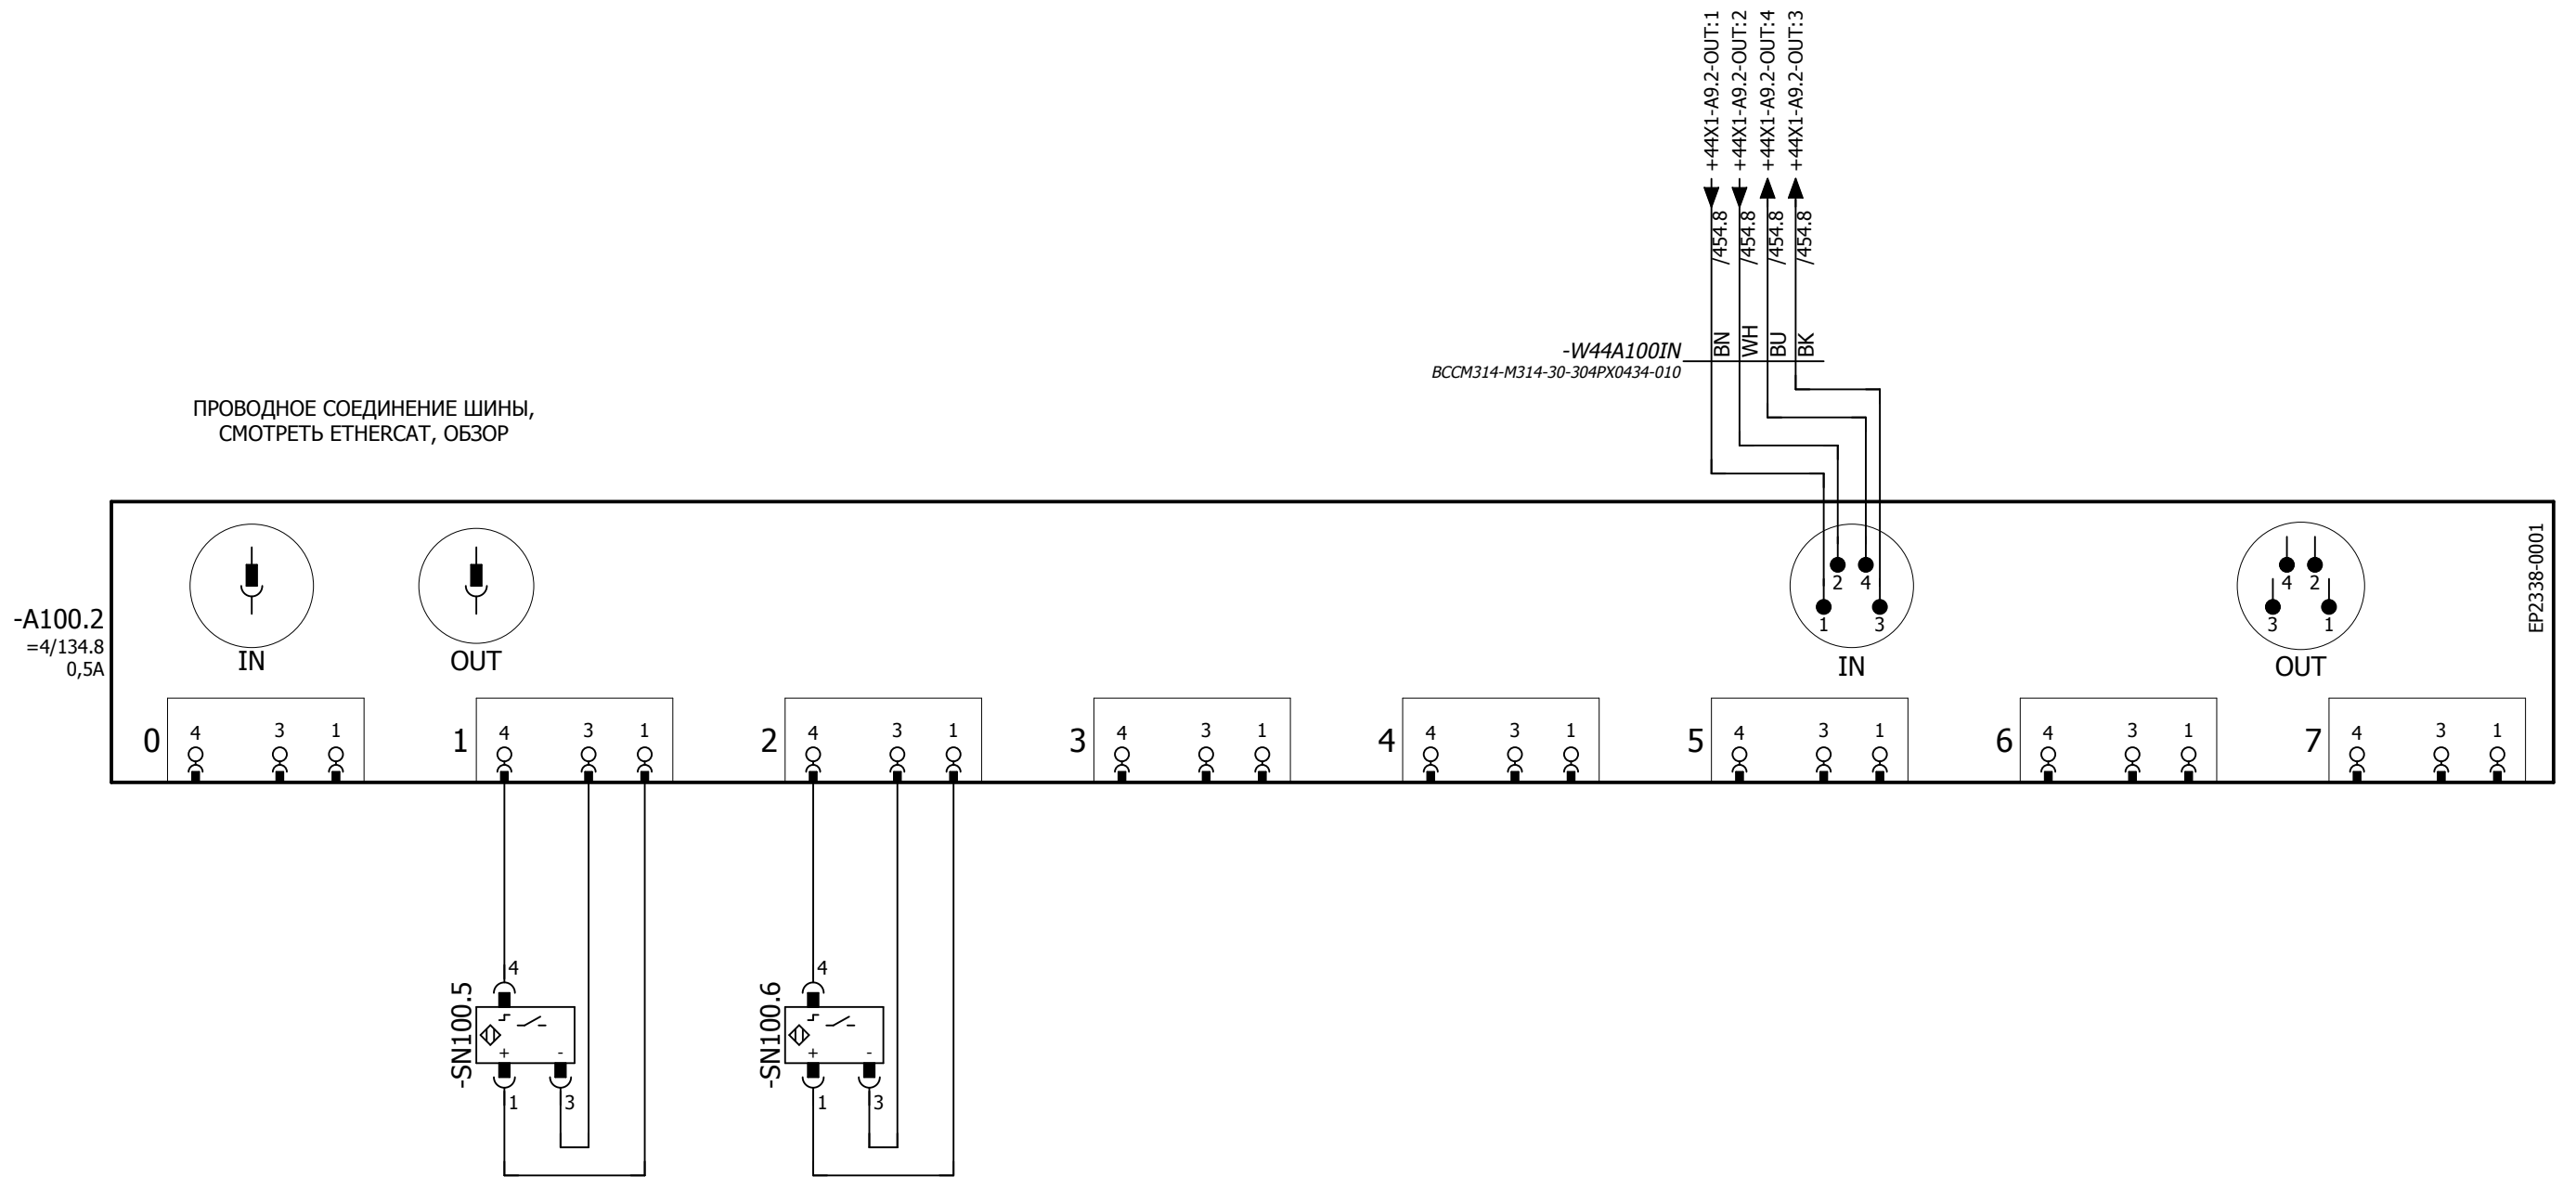 +44X1-A9.2-OUT:1
+44X1-A9.2-OUT:2
+44X1-A9.2-OUT:4
+44X1-A9.2-OUT:3
/454.8
/454.8
/454.8
/454.8
BN
WH
BU
BK
-W44A100IN
BCCM314-M314-30-304PX0434-010
ПРОВОДНОЕ СОЕДИНЕНИЕ ШИНЫ,
СМОТРЕТЬ ETHERCAT, ОБЗОР
-A100.2
=4/134.8
0,5A
IN
OUT
2 4
1 3
IN
4 2
3 1
OUT
EP2338-0001
0 4 3 1
1 4 3 1
2 4 3 1
3 4 3 1
4 4 3 1
5 4 3 1
6 4 3 1
7 4 3 1
-SN100.5
4
+ -
1 3
-SN100.6
4
+ -
1 3